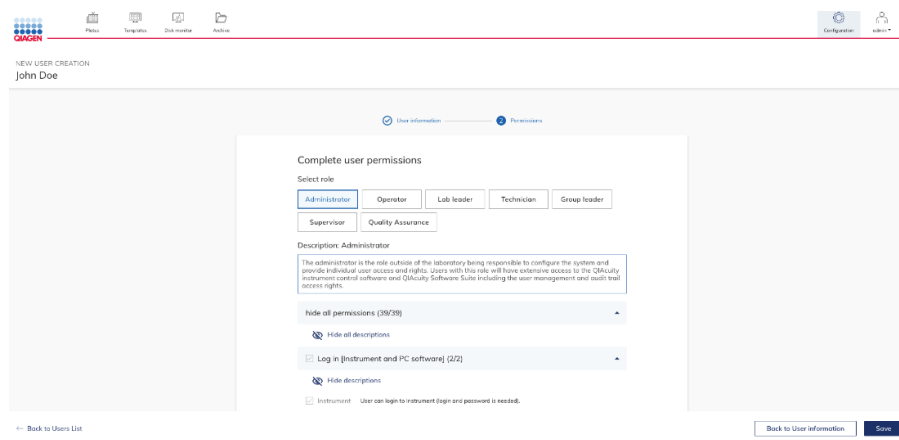 QIAGEN
Plates
Templates
Disk monitor
Archive
Configuration
admin
NEW USER CREATION
John Doe
User information
2
Permissions
Complete user permissions
Select role
Administrator
Operator
Lab leader
Technician
Group leader
Supervisor
Quality Assurance
Description: Administrator
The administrator is the role outside of the laboratory being responsible to configure the system and
provide individual user access and rights. Users with this role will have extensive access to the QIAcuity
instrument control software and QIAcuity Software Suite including the user management and audit trail
access rights.
hide all permissions (39/39)
Hide all descriptions
Log in [Instrument and PC software] (2/2)
Hide descriptions
Instrument User can login to instrument (login and password is needed).
← Back to Users List
Back to User information
Save